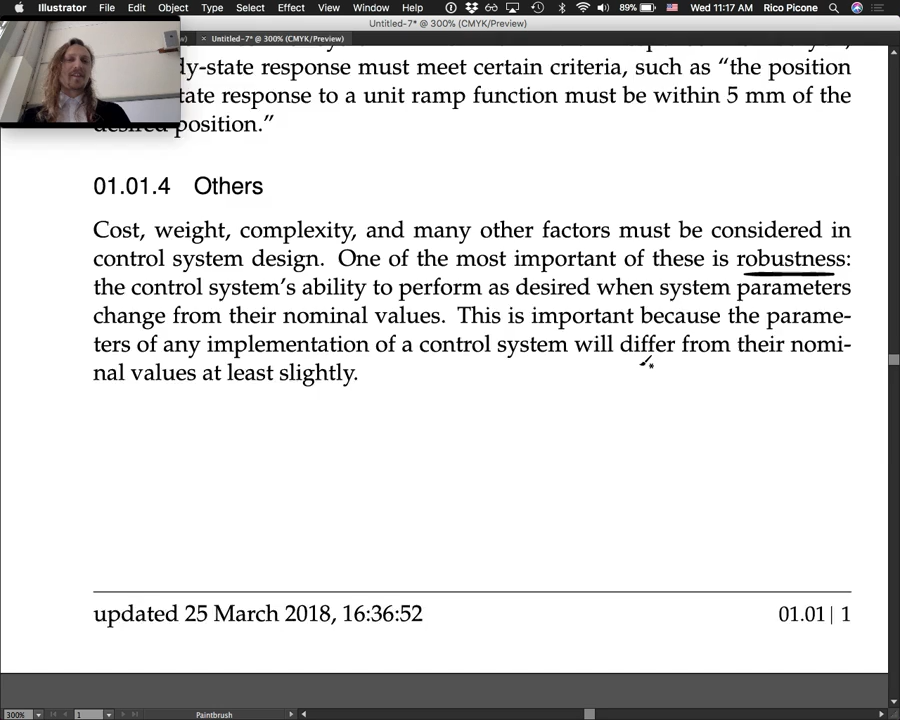 Illustrator File Edit Object Type Select Effect View Window Help 89% Wed 11:17 AM Rico Picone
Untitled-7* @ 300% (CMYK/Preview)
× Untitled-7* @ 300% (CMYK/Preview)
dy-state response must meet certain criteria, such as “the position
tate response to a unit ramp function must be within 5 mm of the
desired position.”
01.01.4 Others
Cost, weight, complexity, and many other factors must be considered in
control system design. One of the most important of these is robustness:
the control system’s ability to perform as desired when system parameters
change from their nominal values. This is important because the parame-
ters of any implementation of a control system will differ from their nomi-
nal values at least slightly.
updated 25 March 2018, 16:36:52 01.01 | 1
300% 1 Paintbrush